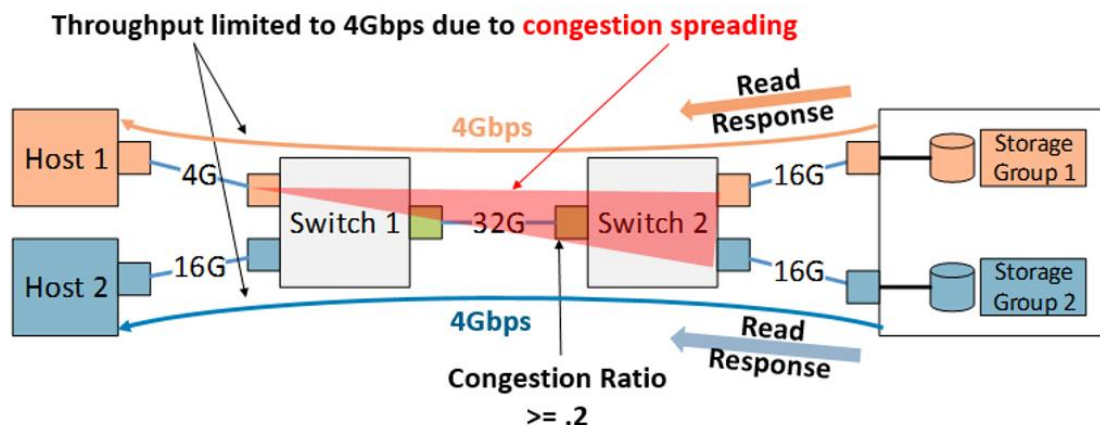 Throughput limited to 4Gbps due to congestion spreading
Read
Response
4Gbps
Host 1
4G
Switch 1
32G
Switch 2
16G
Storage
Group 1
Host 2
16G
16G
Storage
Group 2
4Gbps
Read
Response
Congestion Ratio
>= .2